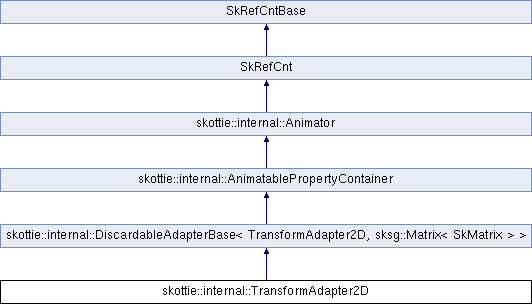 SkRefCntBase
SkRefCnt
skottie::internal::Animator
skottie::internal::AnimatablePropertyContainer
skottie::internal::DiscardableAdapterBase< TransformAdapter2D, sksg::Matrix< SkMatrix > >
skottie::internal::TransformAdapter2D